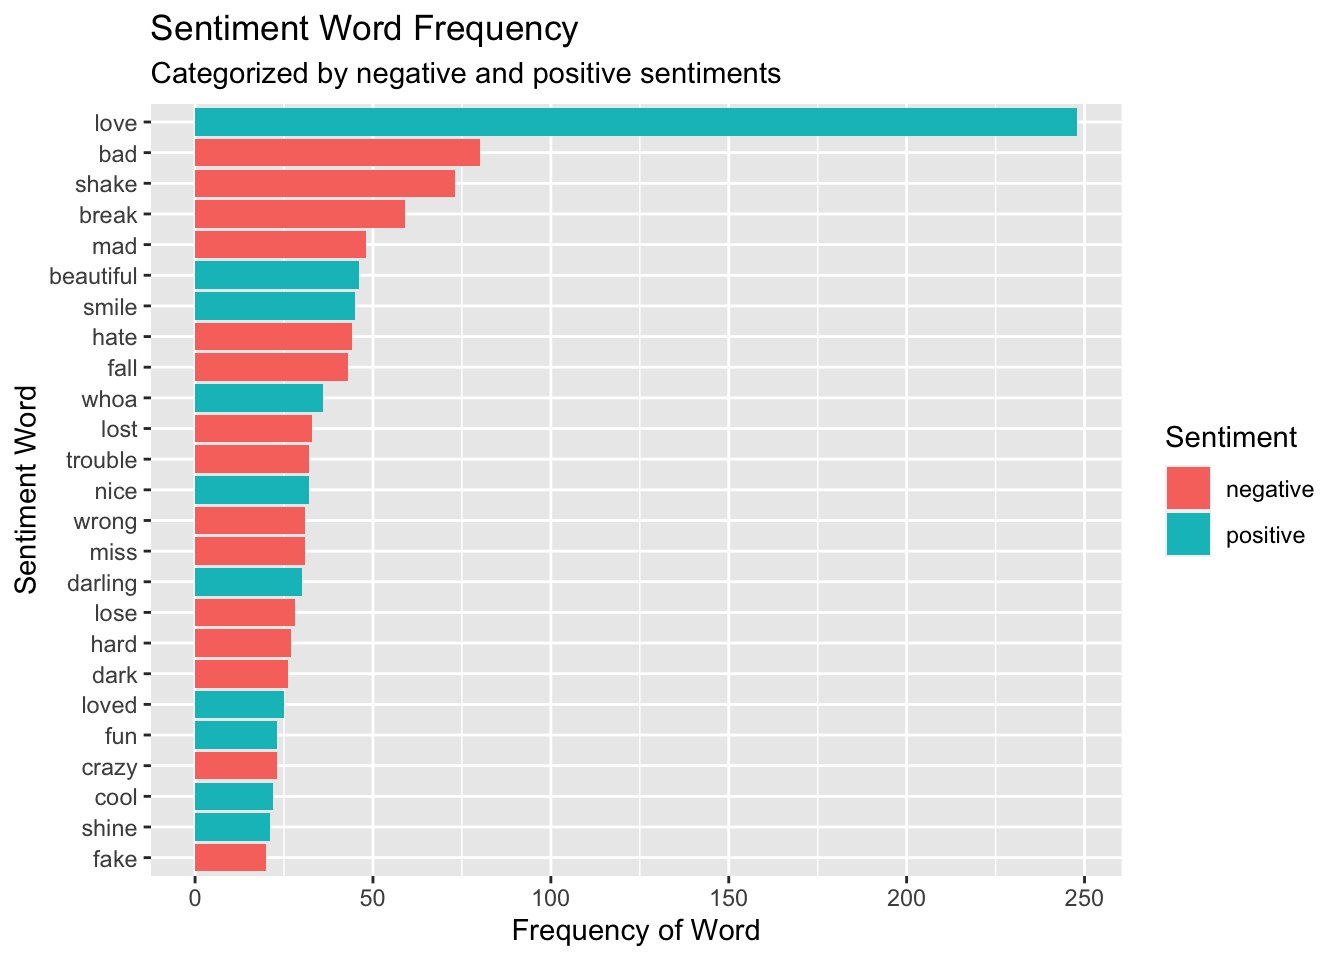 Sentiment Word Frequency
Categorized by negative and positive sentiments
Sentiment Word
love
bad
shake
break
mad
beautiful
smile
hate
fall
whoa
lost
trouble
nice
wrong
miss
darling
lose
hard
dark
loved
fun
crazy
cool
shine
fake
0 50 100 150 200 250
Frequency of Word
Sentiment
negative
positive